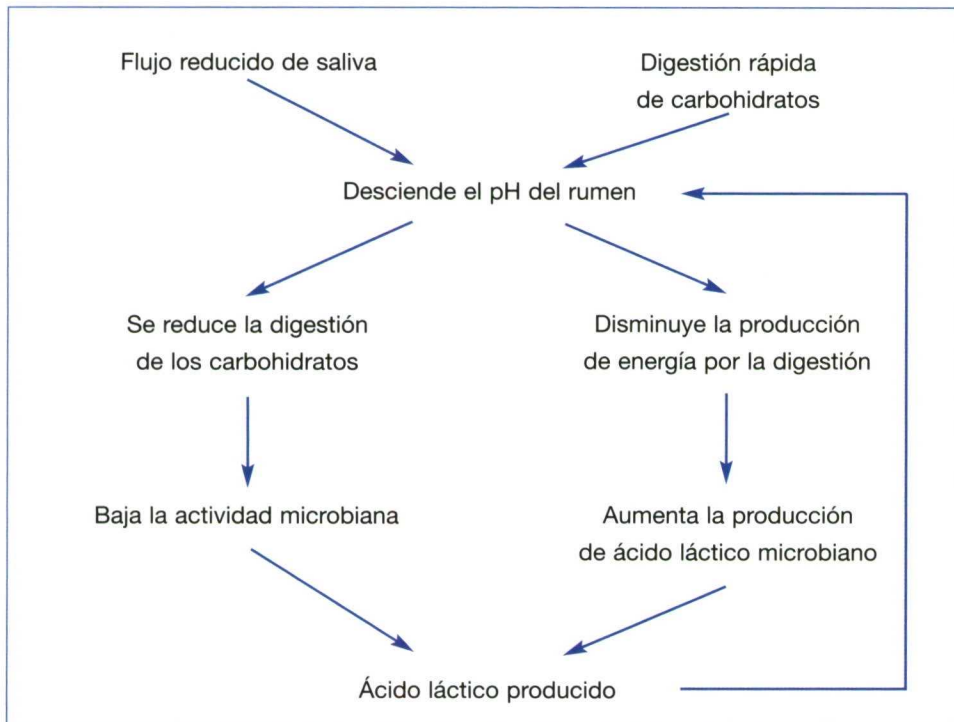 Flujo reducido de saliva
Digestión rápida
de carbohidratos
Desciende el pH del rumen
Se reduce la digestión
de los carbohidratos
Disminuye la producción
de energía por la digestión
Baja la actividad microbiana
Aumenta la producción
de ácido láctico microbiano
Ácido láctico producido